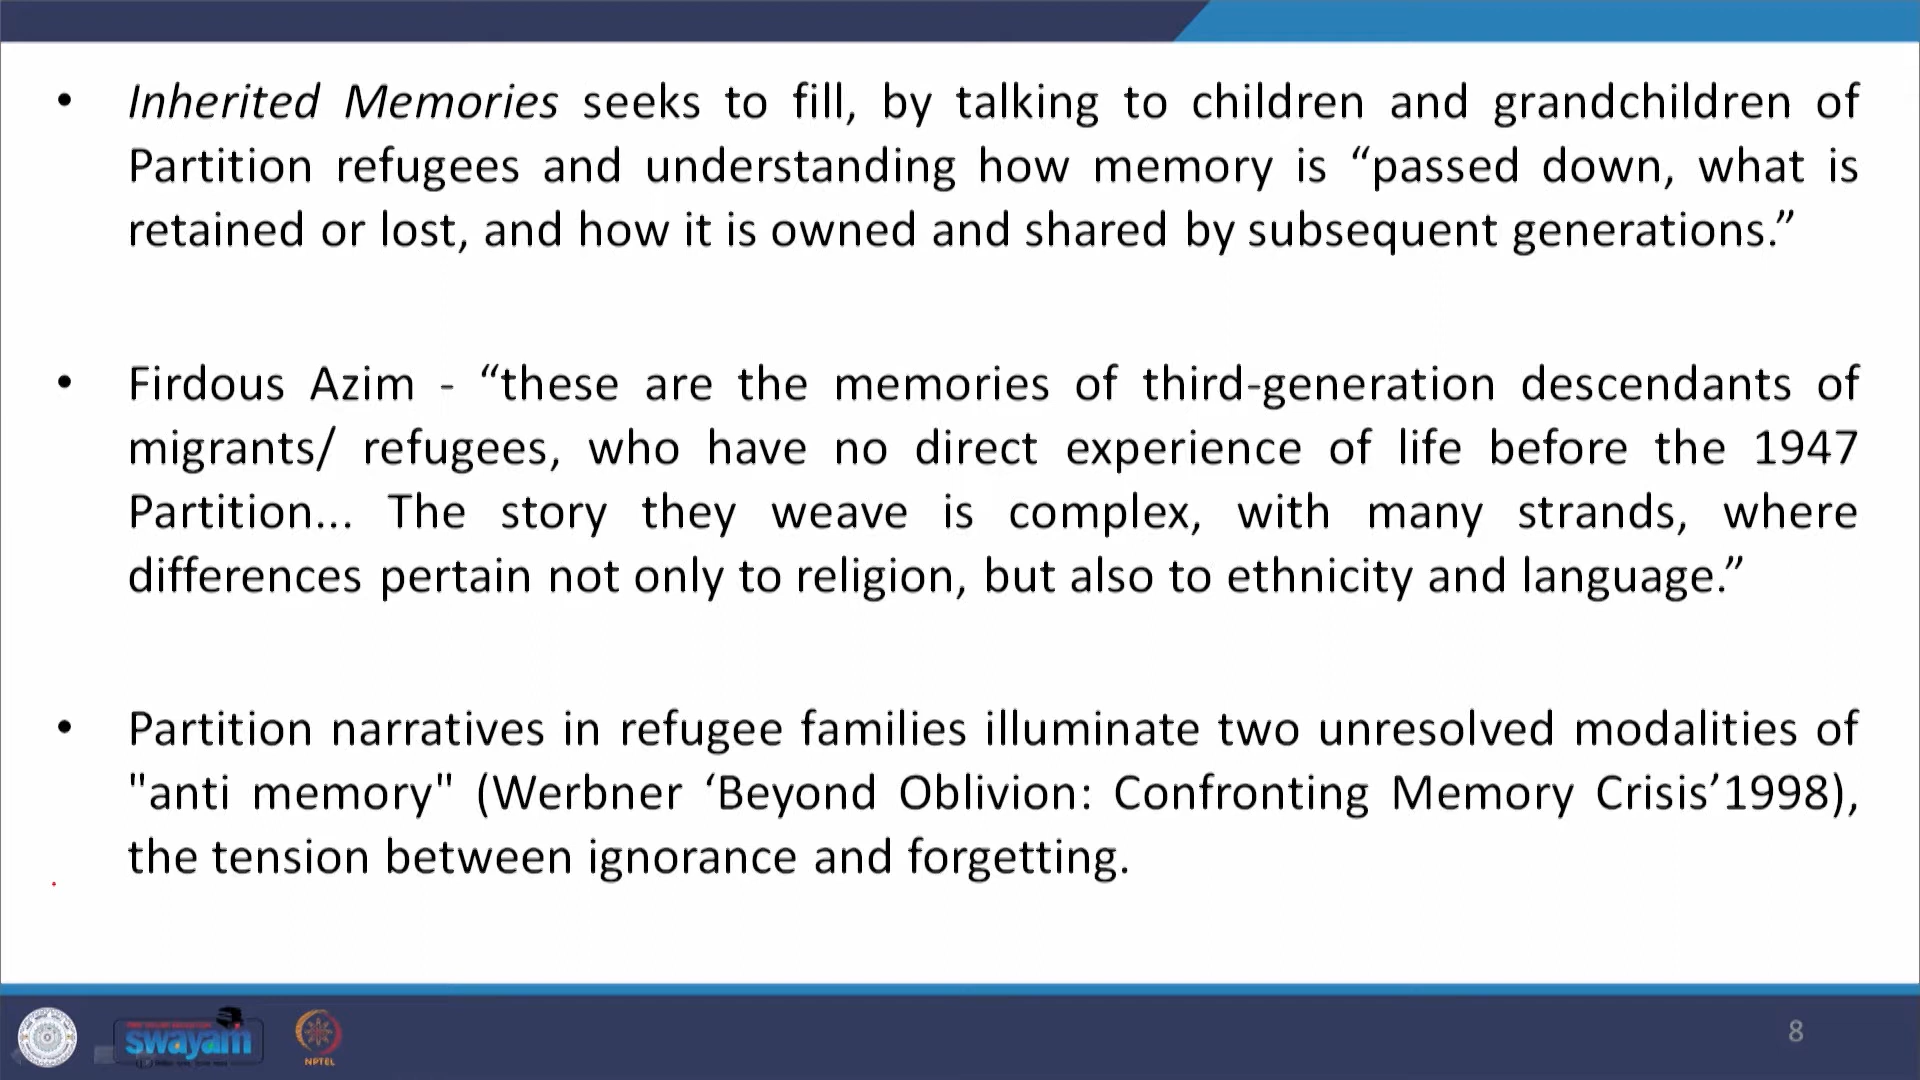 • Inherited Memories seeks to fill, by talking to children and grandchildren of
Partition refugees and understanding how memory is “passed down, what is
retained or lost, and how it is owned and shared by subsequent generations.”
• Firdous Azim - “these are the memories of third-generation descendants of
migrants/ refugees, who have no direct experience of life before the 1947
Partition... The story they weave is complex, with many strands, where
differences pertain not only to religion, but also to ethnicity and language.”
• Partition narratives in refugee families illuminate two unresolved modalities of
"anti memory" (Werbner ‘Beyond Oblivion: Confronting Memory Crisis’1998),
the tension between ignorance and forgetting.
swayam
NPTEL
8